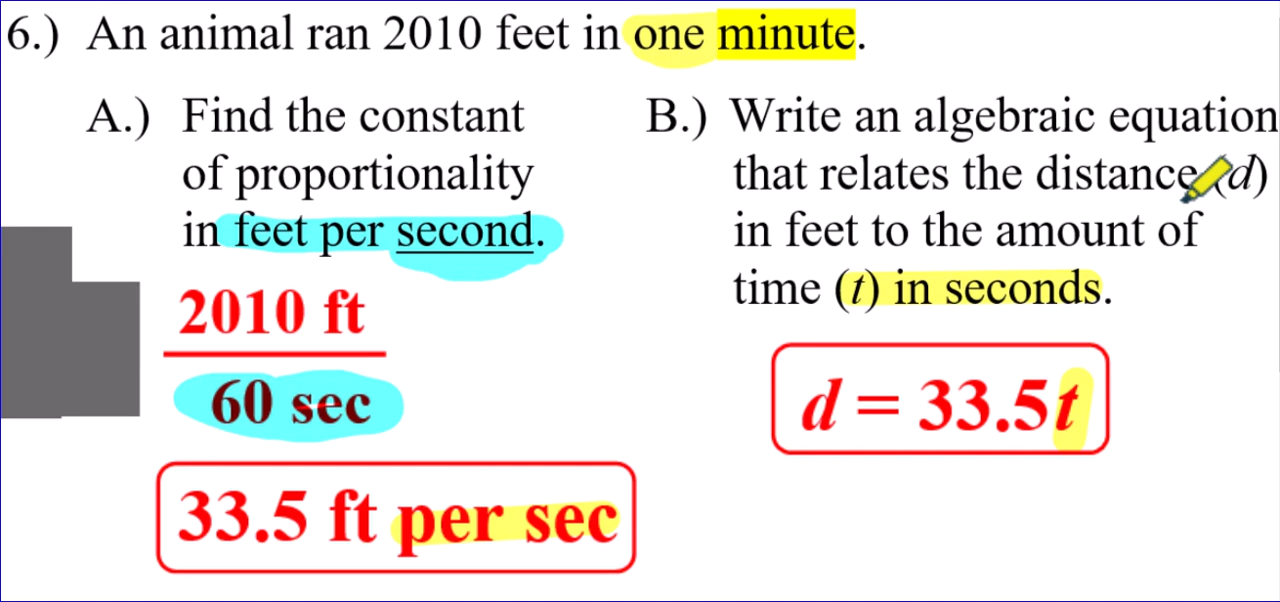 6.) An animal ran 2010 feet in one minute.
A.) Find the constant
of proportionality
in feet per second.
2010 ft
60 sec
33.5 ft per sec
B.) Write an algebraic equation
that relates the distance (d)
in feet to the amount of
time (t) in seconds.
d = 33.5t